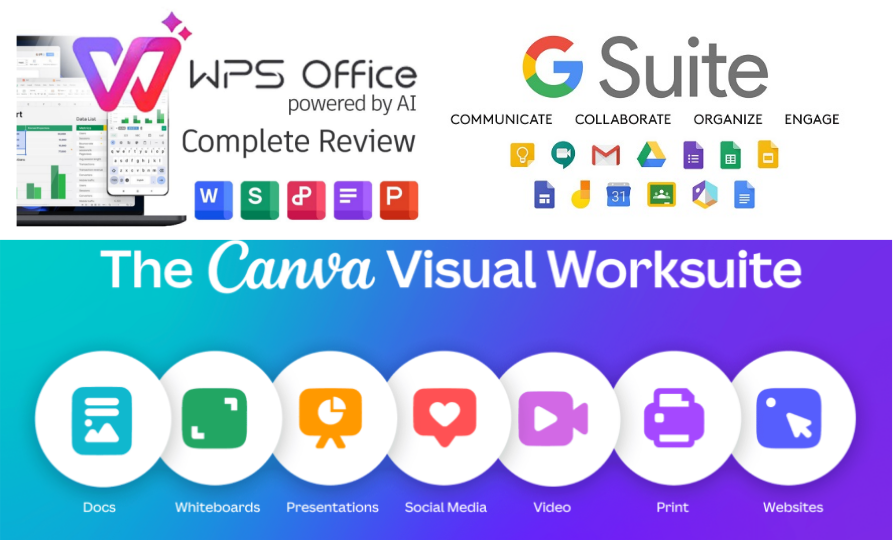 WPS Office
powered by AI
Complete Review
W S P P
G Suite
COMMUNICATE COLLABORATE ORGANIZE ENGAGE
31
The Canva Visual Worksuite
Docs Whiteboards Presentations Social Media Video Print Websites